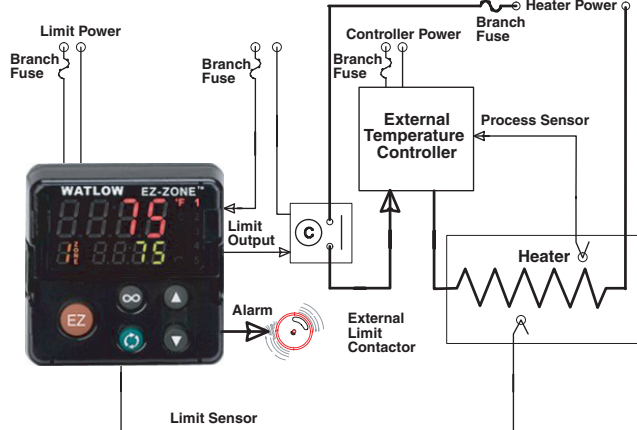 Heater Power
Branch
Fuse
Limit Power
Branch
Fuse
Branch
Fuse
Controller Power
Branch
Fuse
External
Temperature
Controller
Process Sensor
WATLOW EZ-ZONE™
75 °F 1
1 ZONE 75
Limit
Output
C
Heater
EZ
∞
Alarm
External
Limit
Contactor
Limit Sensor